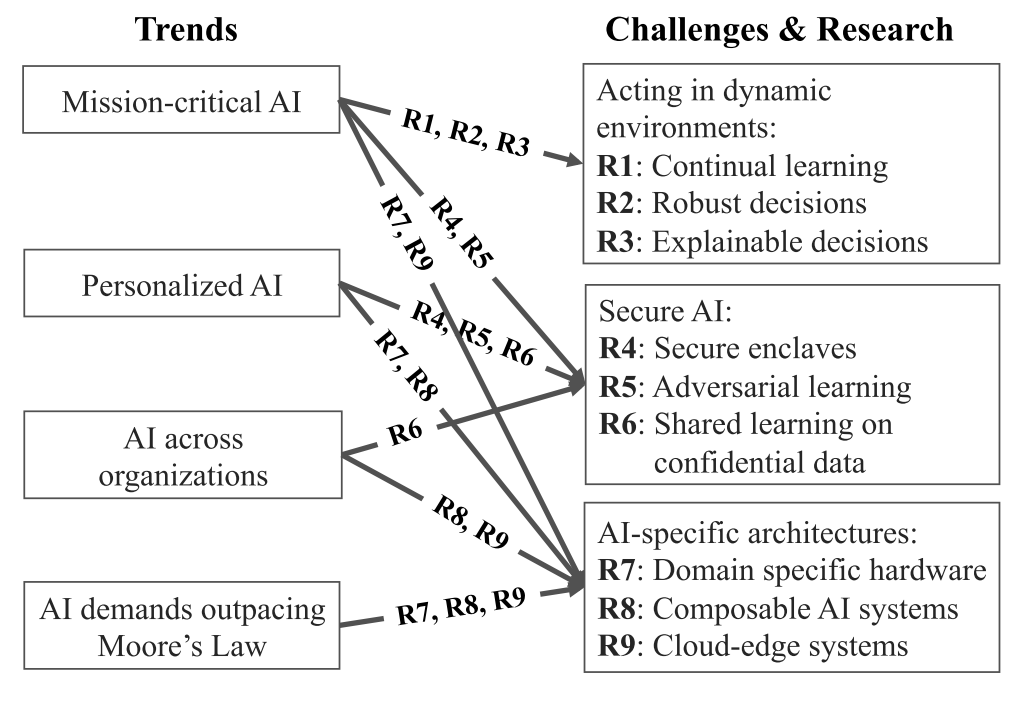 Trends
Challenges & Research
Mission-critical AI
Personalized AI
AI across
organizations
AI demands outpacing
Moore’s Law
R1, R2, R3
R4, R5
R7, R9
R4, R5, R6
R7, R8
R6
R8, R9
R7, R8, R9
Acting in dynamic
environments:
R1: Continual learning
R2: Robust decisions
R3: Explainable decisions
Secure AI:
R4: Secure enclaves
R5: Adversarial learning
R6: Shared learning on
confidential data
AI-specific architectures:
R7: Domain specific hardware
R8: Composable AI systems
R9: Cloud-edge systems